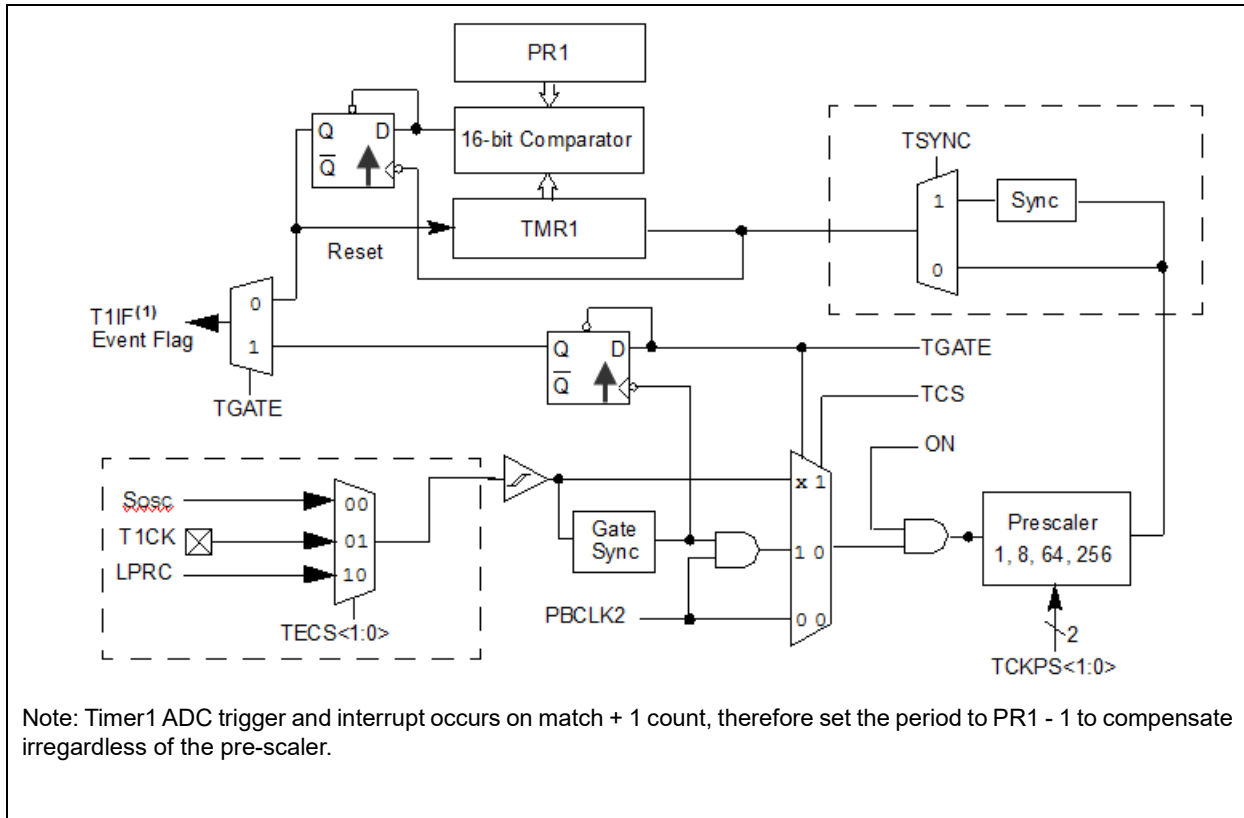 PR1
Q D
Q
16-bit Comparator
TSYNC
1
Sync
TMR1
Reset
0
T1IF(1)
Event Flag
0
1
Q D
Q
TGATE
TGATE
TCS
ON
Sosc
00
x 1
T1CK
01
Gate
Sync
1 0
Prescaler
1, 8, 64, 256
LPRC
10
PBCLK2
0 0
TECS<1:0>
2
TCKPS<1:0>
Note: Timer1 ADC trigger and interrupt occurs on match + 1 count, therefore set the period to PR1 - 1 to compensate
irregardless of the pre-scaler.